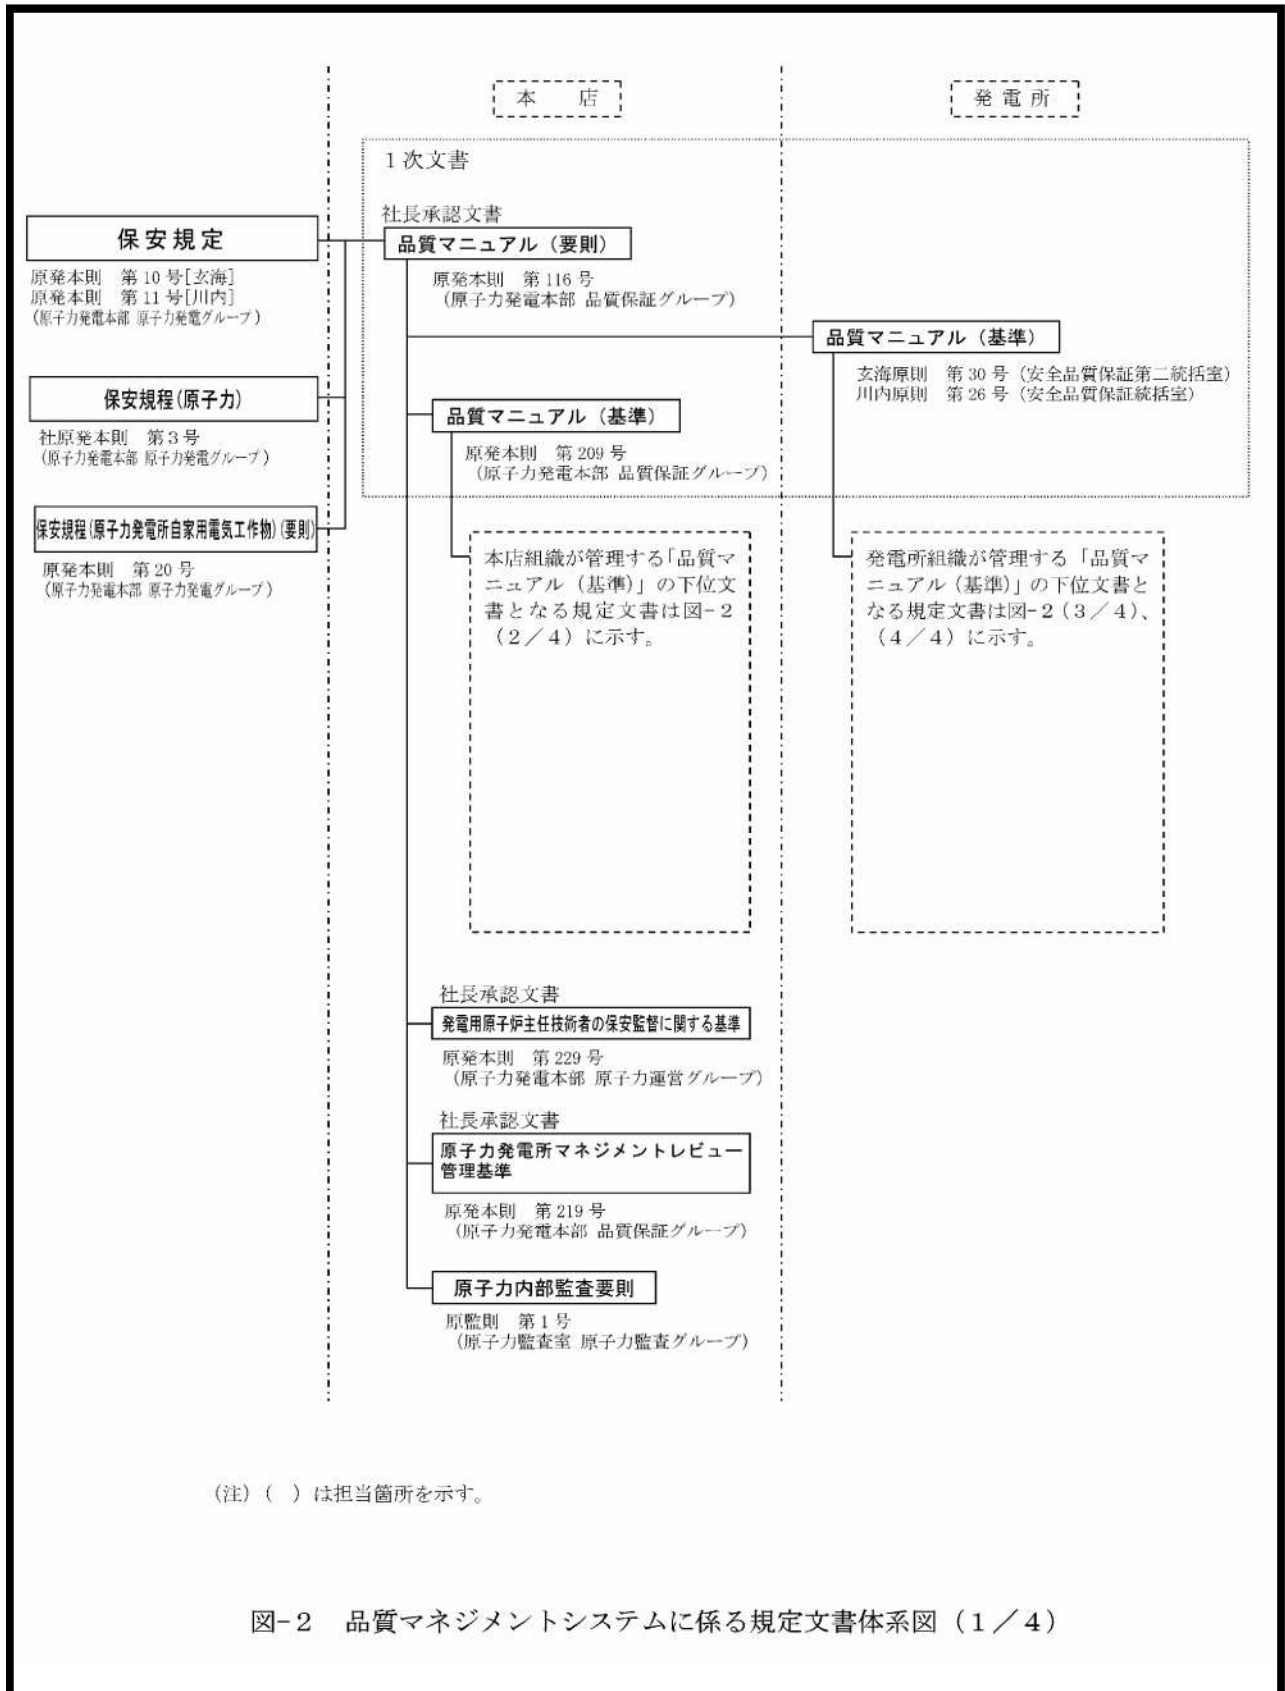 本　店
発電所
１次文書
社長承認文書
保安規定
品質マニュアル（要則）
原発本則　第10号[玄海]
原発本則　第11号[川内]
(原子力発電本部 原子力発電グループ)
原発本則　第116号
(原子力発電本部 品質保証グループ)
品質マニュアル（基準）
玄海原則　第30号（安全品質保証第二統括室）
川内原則　第26号（安全品質保証統括室）
保安規程(原子力)
社原発本則　第３号
(原子力発電本部 原子力発電グループ)
品質マニュアル（基準）
原発本則　第209号
(原子力発電本部 品質保証グループ)
保安規程(原子力発電所自家用電気工作物)(要則)
原発本則　第20号
(原子力発電本部 原子力発電グループ)
本店組織が管理する「品質マ
ニュアル（基準）」の下位文
書となる規定文書は図-２
（２／４）に示す。
発電所組織が管理する「品質マ
ニュアル（基準）」の下位文書と
なる規定文書は図-２（３／４）、
（４／４）に示す。
社長承認文書
発電用原子炉主任技術者の保安監督に関する基準
原発本則　第229号
(原子力発電本部 原子力運営グループ)
社長承認文書
原子力発電所マネジメントレビュー
管理基準
原発本則　第219号
(原子力発電本部 品質保証グループ)
原子力内部監査要則
原監則　第１号
(原子力監査室 原子力監査グループ)
(注)（　）は担当箇所を示す。
図-２　品質マネジメントシステムに係る規定文書体系図（１／４）